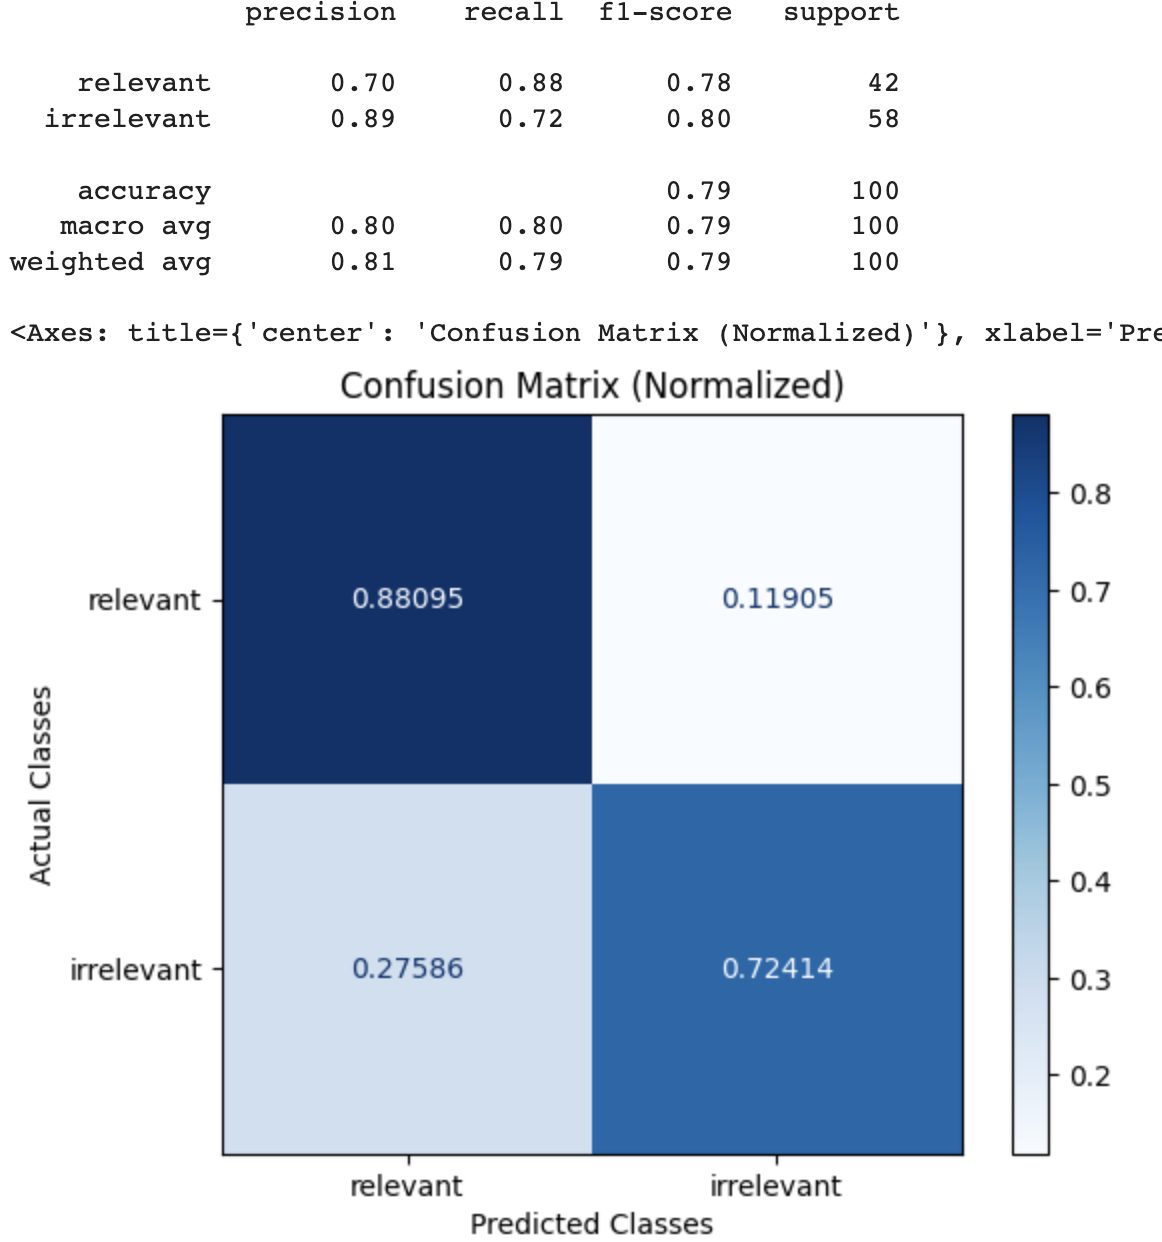 precision recall f1-score support
relevant 0.70 0.88 0.78 42
irrelevant 0.89 0.72 0.80 58
accuracy 0.79 100
macro avg 0.80 0.80 0.79 100
weighted avg 0.81 0.79 0.79 100
<Axes: title={'center': 'Confusion Matrix (Normalized)'}, xlabel='Pre
Confusion Matrix (Normalized)
Actual Classes
relevant
0.88095
0.11905
irrelevant
0.27586
0.72414
relevant
irrelevant
Predicted Classes
0.8
0.7
0.6
0.5
0.4
0.3
0.2